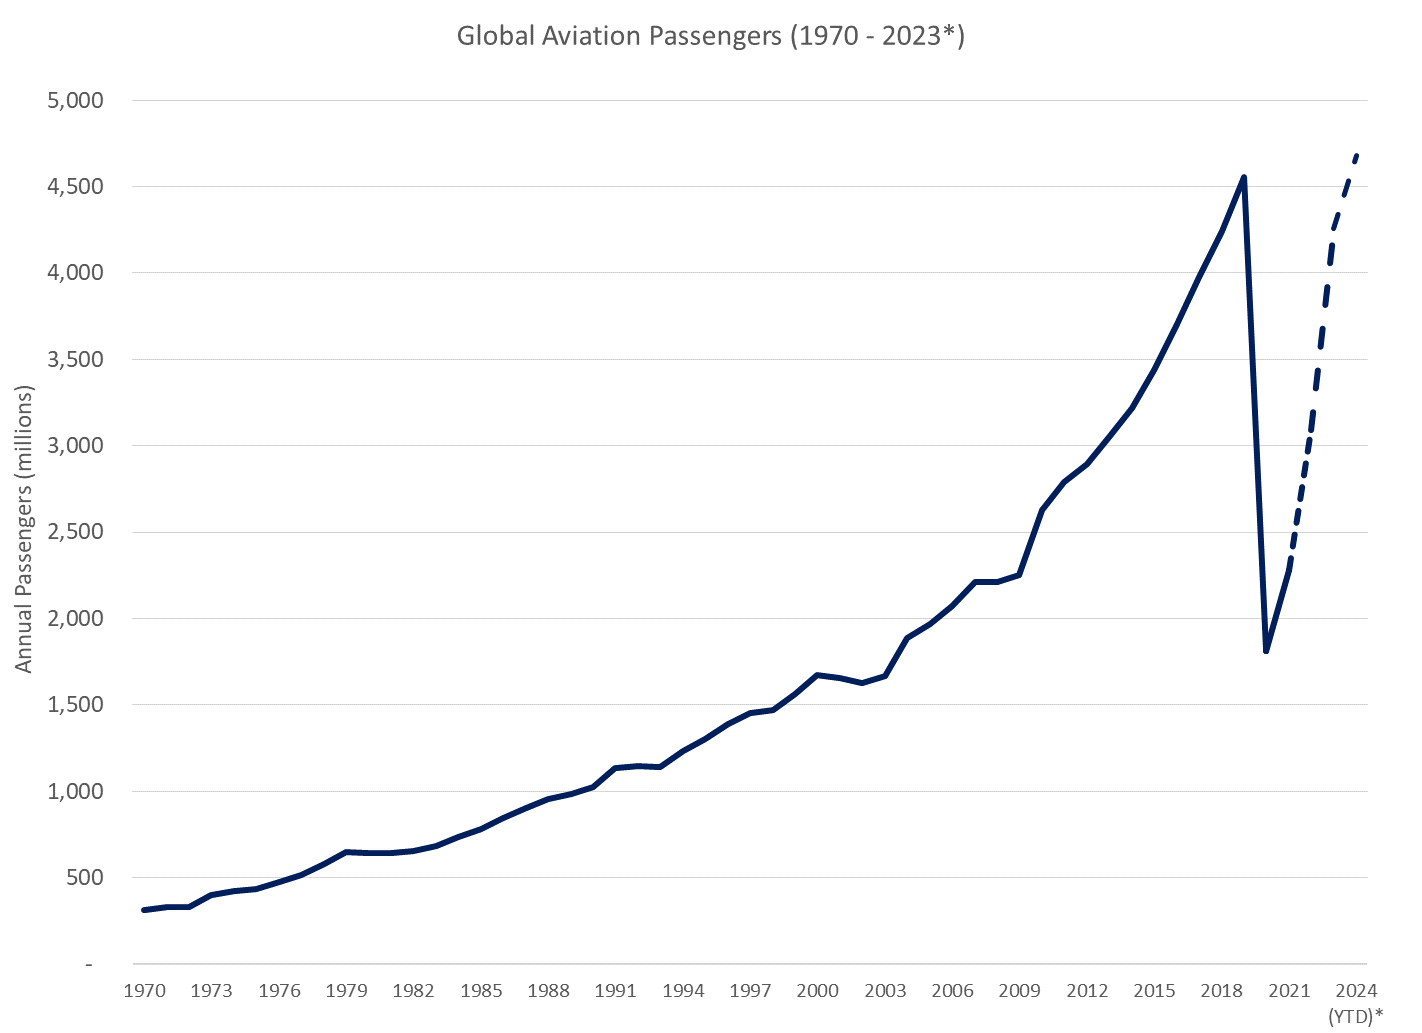 Global Aviation Passengers (1970 - 2023*)
5,000
4,500
4,000
3,500
3,000
2,500
2,000
1,500
1,000
500
-
Annual Passengers (millions)
1970 1973 1976 1979 1982 1985 1988 1991 1994 1997 2000 2003 2006 2009 2012 2015 2018 2021 2024
(YTD)*